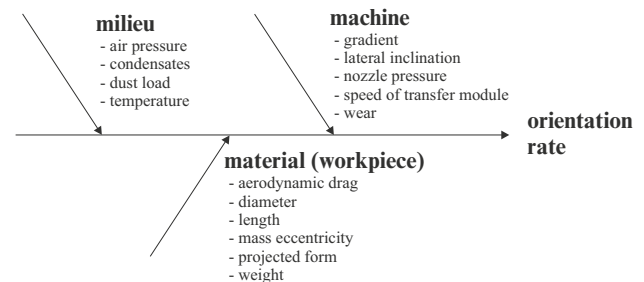 milieu
- air pressure
- condensates
- dust load
- temperature
machine
- gradient
- lateral inclination
- nozzle pressure
- speed of transfer module
- wear
orientation
rate
material (workpiece)
- aerodynamic drag
- diameter
- length
- mass eccentricity
- projected form
- weight